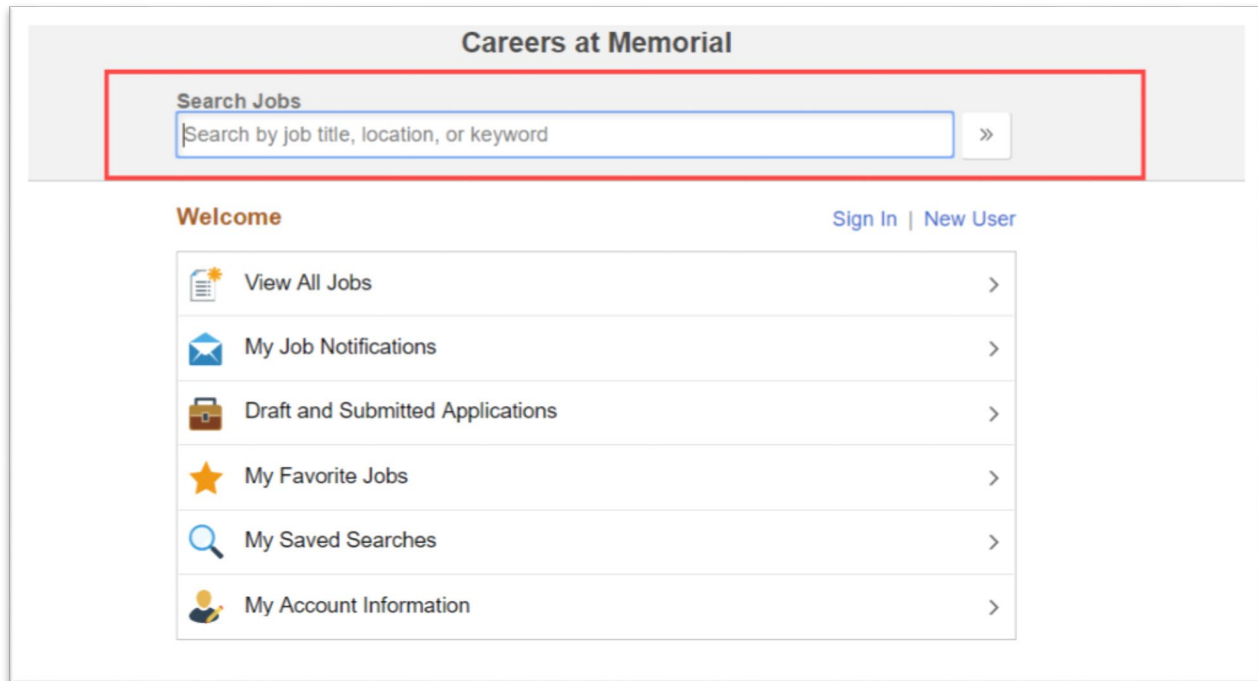 Careers at Memorial
Search Jobs
Search by job title, location, or keyword
»
Welcome
Sign In | New User
View All Jobs
My Job Notifications
Draft and Submitted Applications
My Favorite Jobs
My Saved Searches
My Account Information